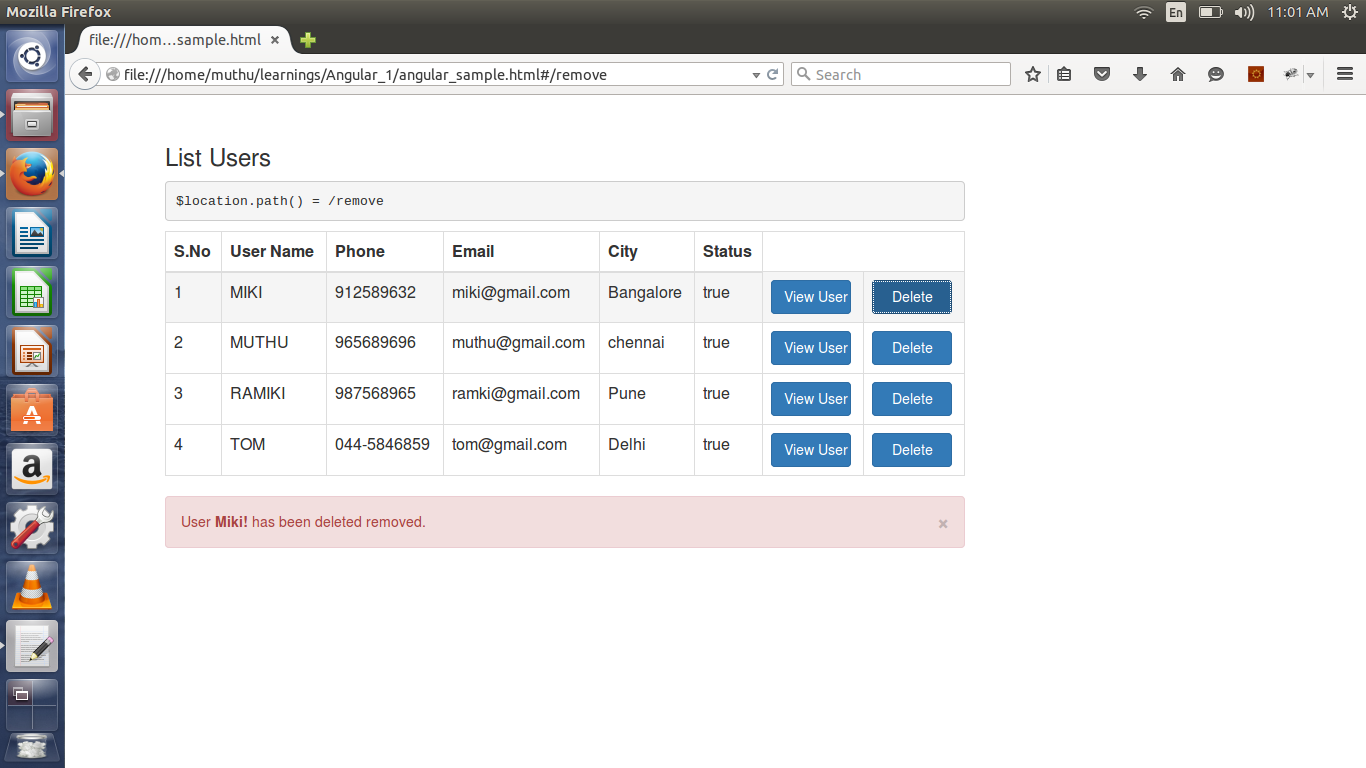 Mozilla Firefox
En
11:01 AM
file:///hom...sample.html ×
file:///home/muthu/learnings/Angular_1/angular_sample.html#/remove
Search
List Users
$location.path() = /remove
S.No User Name Phone Email City Status
1 MIKI 912589632 miki@gmail.com Bangalore true View User Delete
2 MUTHU 965689696 muthu@gmail.com chennai true View User Delete
3 RAMIKI 987568965 ramki@gmail.com Pune true View User Delete
4 TOM 044-5846859 tom@gmail.com Delhi true View User Delete
User Miki! has been deleted removed. ×